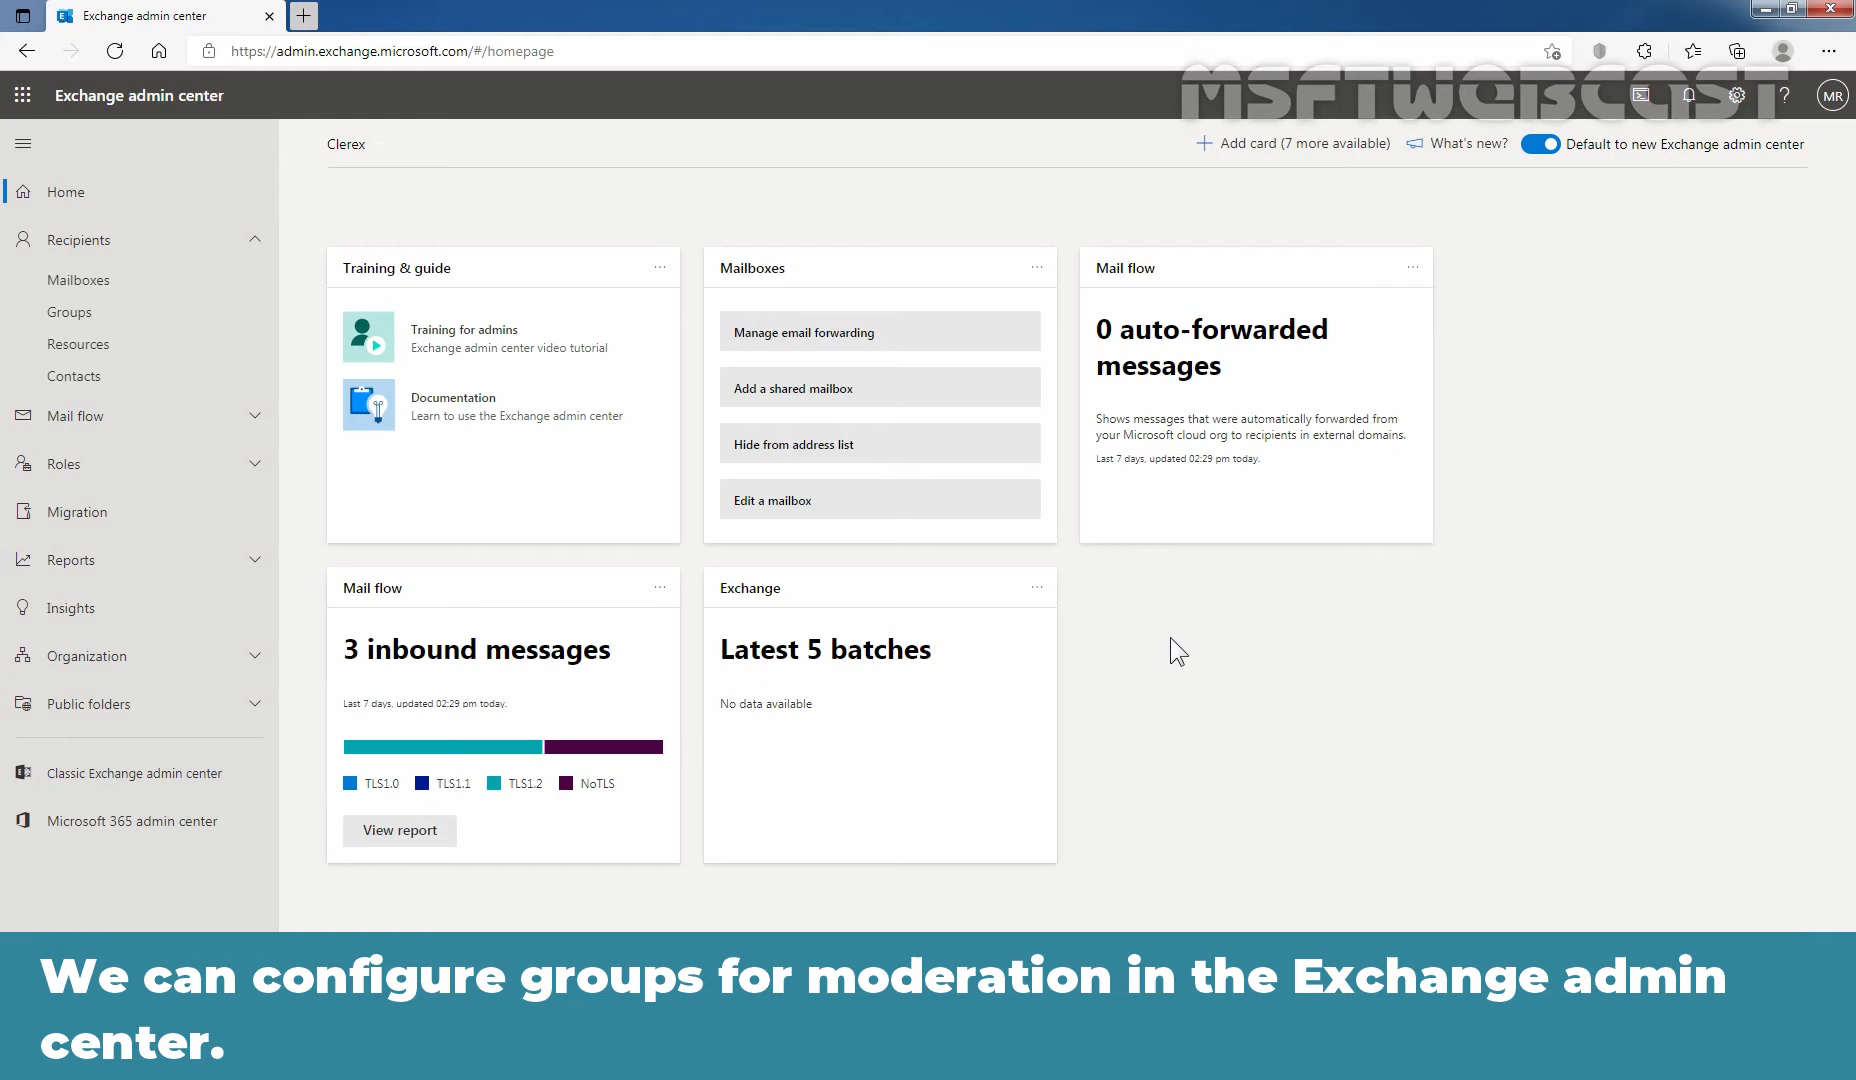 Exchange admin center
https://admin.exchange.microsoft.com/#/homepage
Exchange admin center
MSFTWEBCAST
MR
Clerex
Add card (7 more available)
What's new?
Default to new Exchange admin center
Home
Recipients
Mailboxes
Groups
Resources
Contacts
Mail flow
Roles
Migration
Reports
Insights
Organization
Public folders
Classic Exchange admin center
Microsoft 365 admin center
Training & guide
Training for admins
Exchange admin center video tutorial
Documentation
Learn to use the Exchange admin center
Mailboxes
Manage email forwarding
Add a shared mailbox
Hide from address list
Edit a mailbox
Mail flow
0 auto-forwarded
messages
Shows messages that were automatically forwarded from
your Microsoft cloud org to recipients in external domains.
Last 7 days, updated 02:29 pm today.
Mail flow
3 inbound messages
Last 7 days, updated 02:29 pm today.
TLS1.0 TLS1.1 TLS1.2 NoTLS
View report
Exchange
Latest 5 batches
No data available
We can configure groups for moderation in the Exchange admin
center.